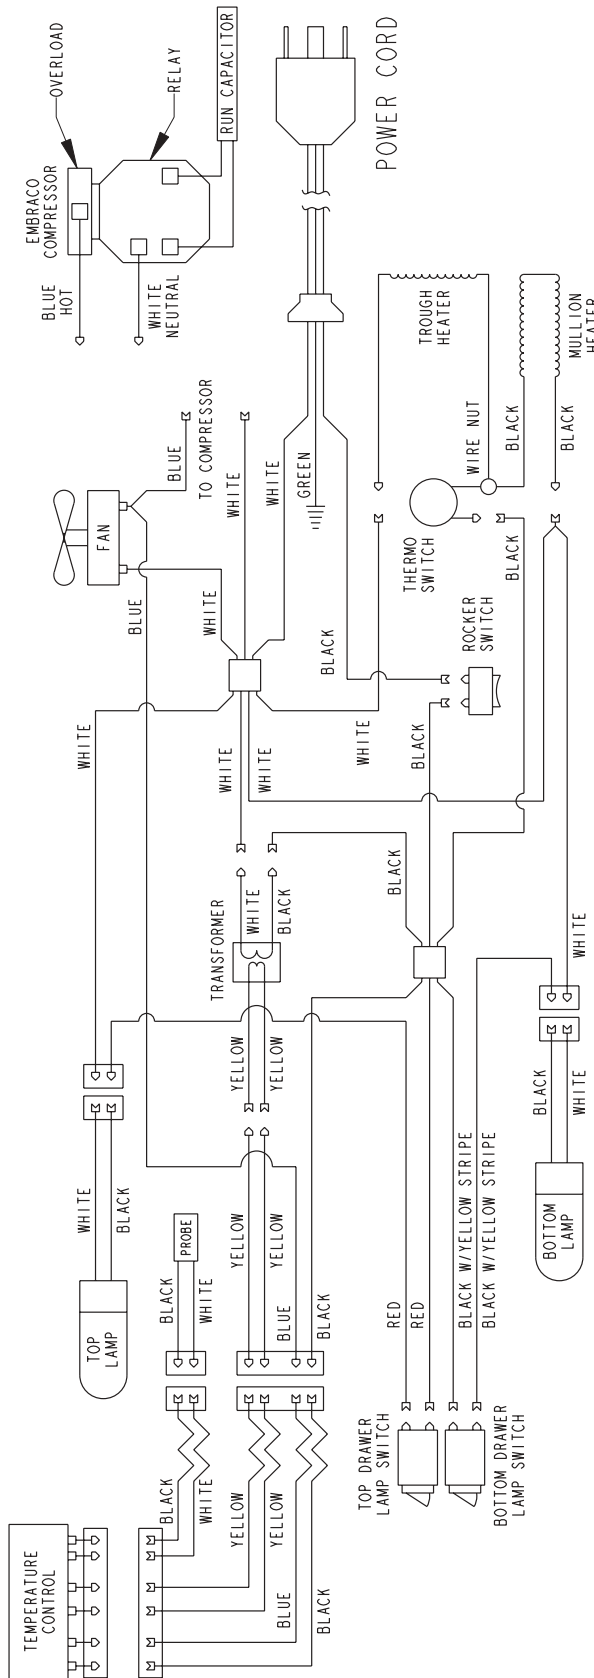 OVERLOAD
RELAY
RUN CAPACITOR
EMBRACO
COMPRESSOR
BLUE
HOT
WHITE
NEUTRAL
POWER CORD
TROUGH
HEATER
MULLION
HEATER
FAN
BLUE
TO COMPRESSOR
WHITE
WHITE
GREEN
WIRE NUT
BLACK
BLACK
THERMO
SWITCH
BLACK
BLUE
WHITE
BLACK
ROCKER
SWITCH
WHITE
WHITE
WHITE
WHITE
BLACK
TRANSFORMER
WHITE
BLACK
BLACK
WHITE
YELLOW
YELLOW
BLACK
WHITE
WHITE
BLACK
PROBE
BLACK
WHITE
YELLOW
YELLOW
BLUE
BLACK
RED
RED
BLACK W/YELLOW STRIPE
BLACK W/YELLOW STRIPE
BOTTOM
LAMP
TOP
LAMP
TOP DRAWER
LAMP SWITCH
BOTTOM DRAWER
LAMP SWITCH
BLACK
WHITE
YELLOW
YELLOW
BLUE
BLACK
TEMPERATURE
CONTROL